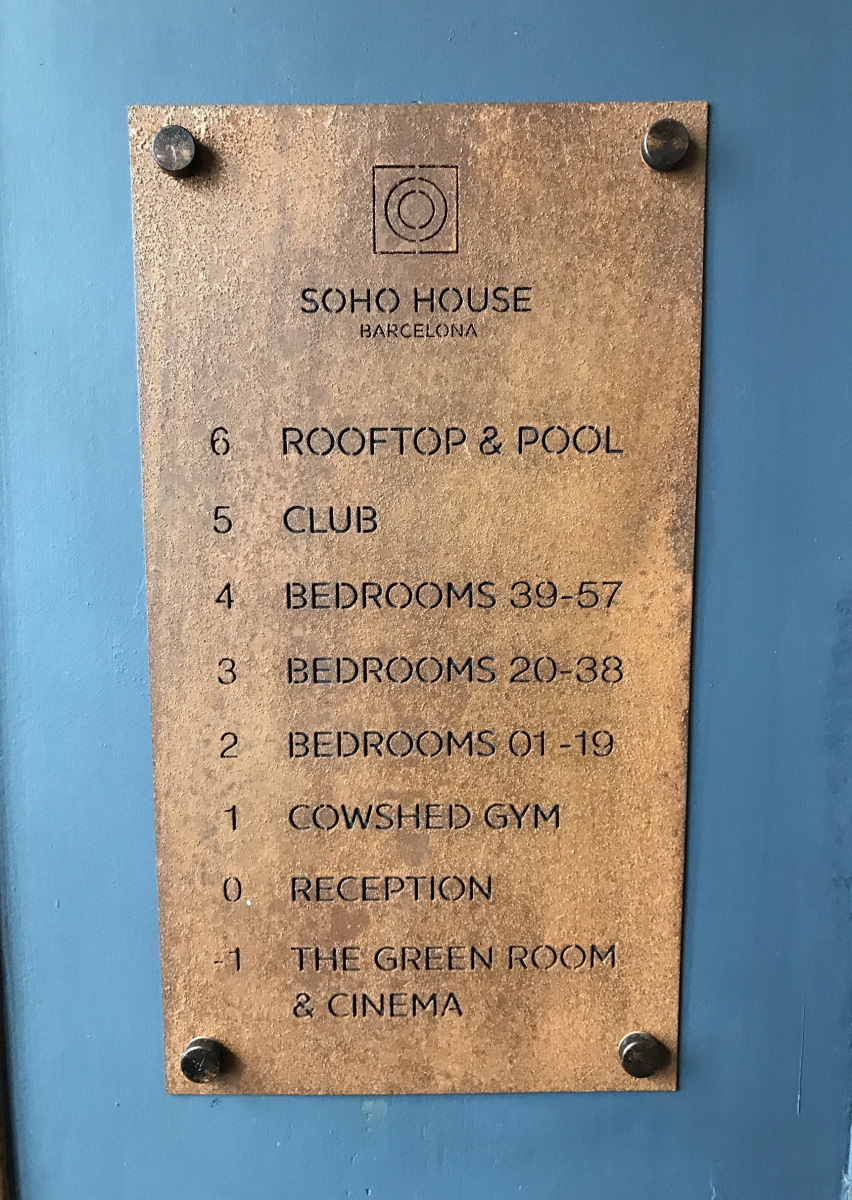 SOHO HOUSE
BARCELONA
6 ROOFTOP & POOL
5 CLUB
4 BEDROOMS 39-57
3 BEDROOMS 20-38
2 BEDROOMS 01-19
1 COWSHED GYM
0 RECEPTION
-1 THE GREEN ROOM
& CINEMA